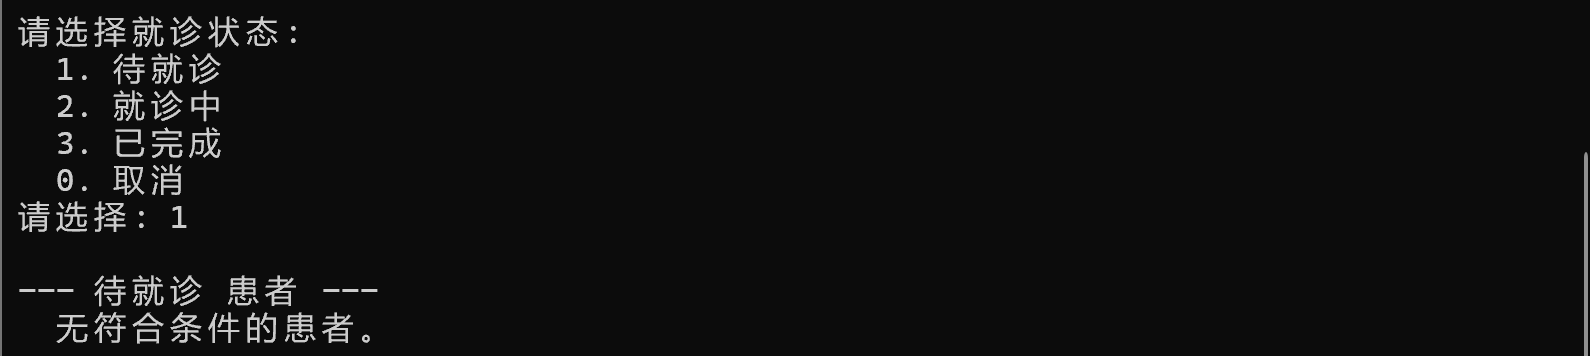 请选择就诊状态:
1. 待就诊
2. 就诊中
3. 已完成
0. 取消
请选择: 1
--- 待就诊 患者 ---
无符合条件的患者。